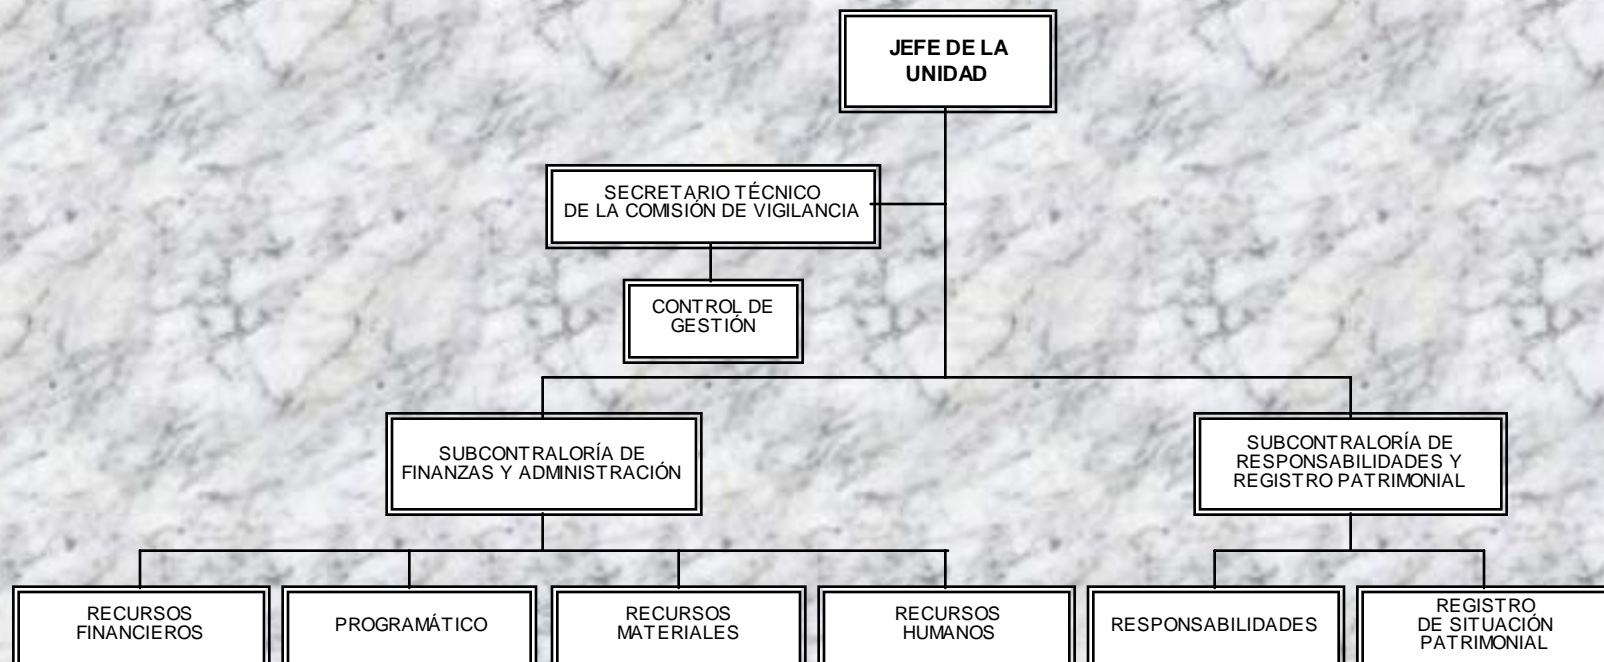 JEFE DE LA
UNIDAD
SECRETARIO TÉCNICO
DE LA COMISIÓN DE VIGILANCIA
CONTROL DE
GESTIÓN
SUBCONTRALORÍA DE
FINANZAS Y ADMINISTRACIÓN
SUBCONTRALORÍA DE
RESPONSABILIDADES Y
REGISTRO PATRIMONIAL
RECURSOS
FINANCIEROS
PROGRAMÁTICO
RECURSOS
MATERIALES
RECURSOS
HUMANOS
RESPONSABILIDADES
REGISTRO
DE SITUACIÓN
PATRIMONIAL